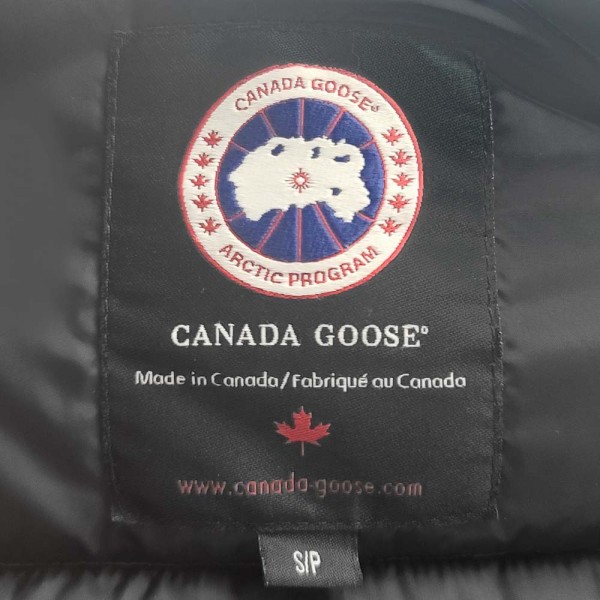 CANADA GOOSE®
ARCTIC PROGRAM
CANADA GOOSE®
Made in Canada/Fabriqué au Canada
www.canada-goose.com
S/P